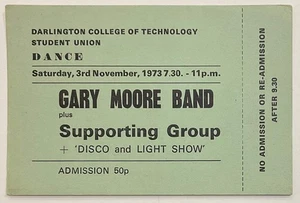 DARLINGTON COLLEGE OF TECHNOLOGY
STUDENT UNION
DANCE
Saturday, 3rd November, 1973 7.30. - 11p.m.
GARY MOORE BAND
plus
Supporting Group
+ 'DISCO and LIGHT SHOW'
ADMISSION 50p
NO ADMISSION OR RE-ADMISSION
AFTER 9.30